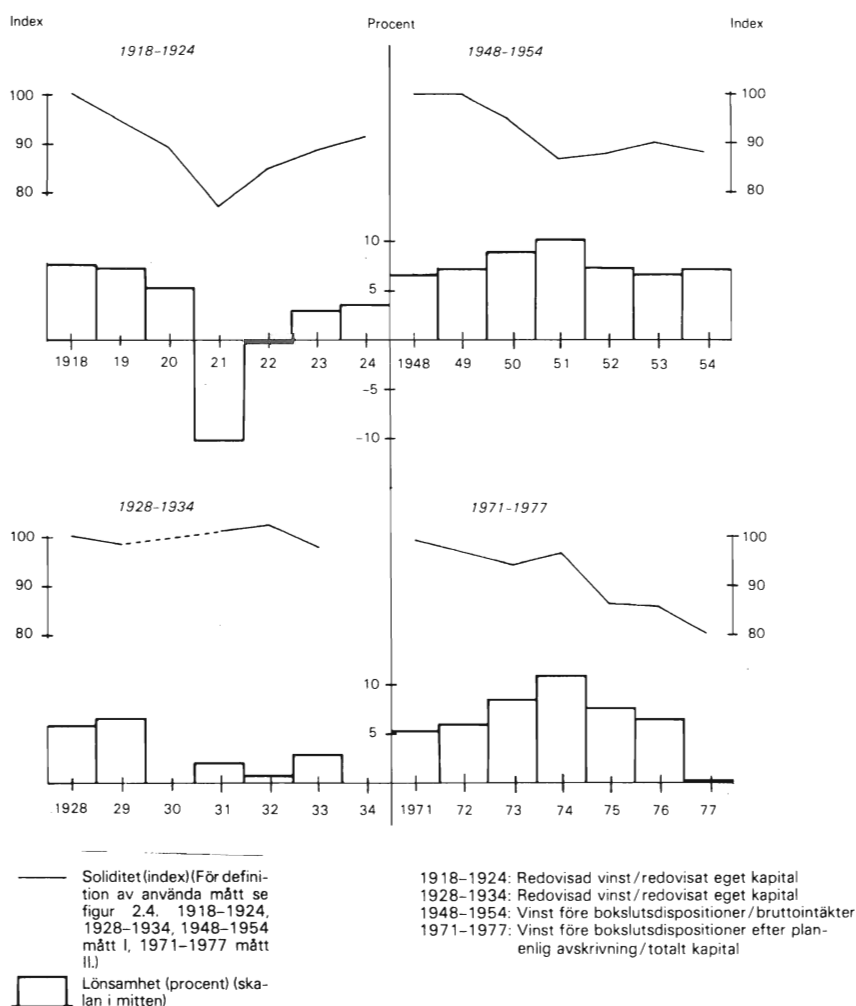 Index Procent Index
1918–1924 1948–1954
100 100
90 90
80 80
10
5
1918 19 20 21 22 23 24 1948 49 50 51 52 53 54
–5
–10
1928–1934 1971–1977
100 100
90 90
80 80
10
5
1928 29 30 31 32 33 34 1971 72 73 74 75 76 77
Soliditet (index) (För defini-
tion av använda mått se
figur 2.4. 1918–1924,
1928–1934, 1948–1954
mått I, 1971–1977 mått
II.)
Lönsamhet (procent) (ska-
lan i mitten)
1918–1924: Redovisad vinst/redovisat eget kapital
1928–1934: Redovisad vinst/redovisat eget kapital
1948–1954: Vinst före bokslutsdispositioner/bruttointäkter
1971–1977: Vinst före bokslutsdispositioner efter plan-
enlig avskrivning/totalt kapital